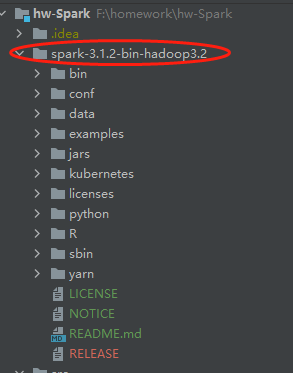 hw-Spark F:\homework\hw-Spark
.idea
spark-3.1.2-bin-hadoop3.2
bin
conf
data
examples
jars
kubernetes
licenses
python
R
sbin
yarn
LICENSE
NOTICE
MD README.md
RELEASE